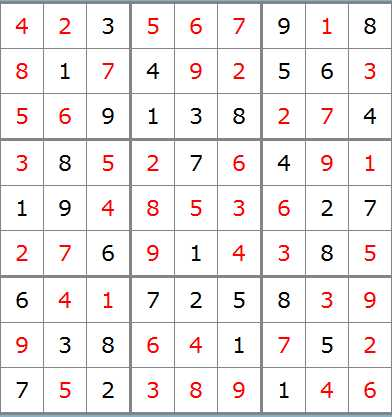 4 2 3 5 6 7 9 1 8
8 1 7 4 9 2 5 6 3
5 6 9 1 3 8 2 7 4
3 8 5 2 7 6 4 9 1
1 9 4 8 5 3 6 2 7
2 7 6 9 1 4 3 8 5
6 4 1 7 2 5 8 3 9
9 3 8 6 4 1 7 5 2
7 5 2 3 8 9 1 4 6